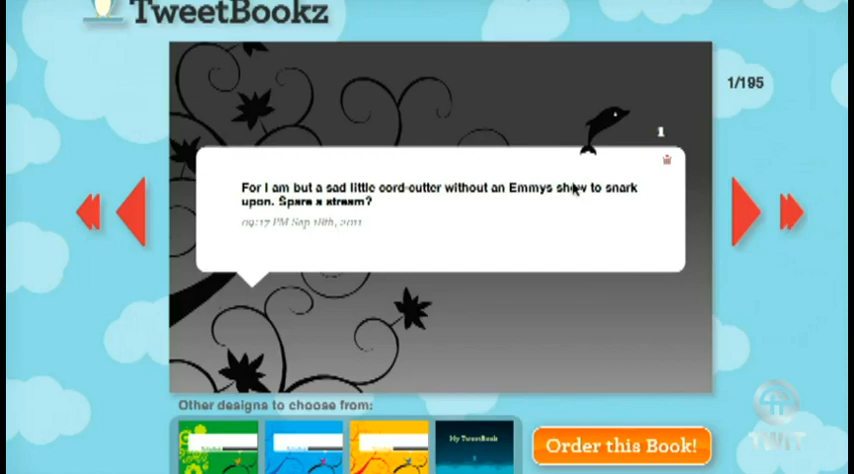 TweetBookz
1/195
1
For I am but a sad little cord-cutter without an Emmys show to snark
upon. Spare a stream?
09:17 PM Sep 18th, 2011
Other designs to choose from:
My TweetBook
Order this Book!
TWiT